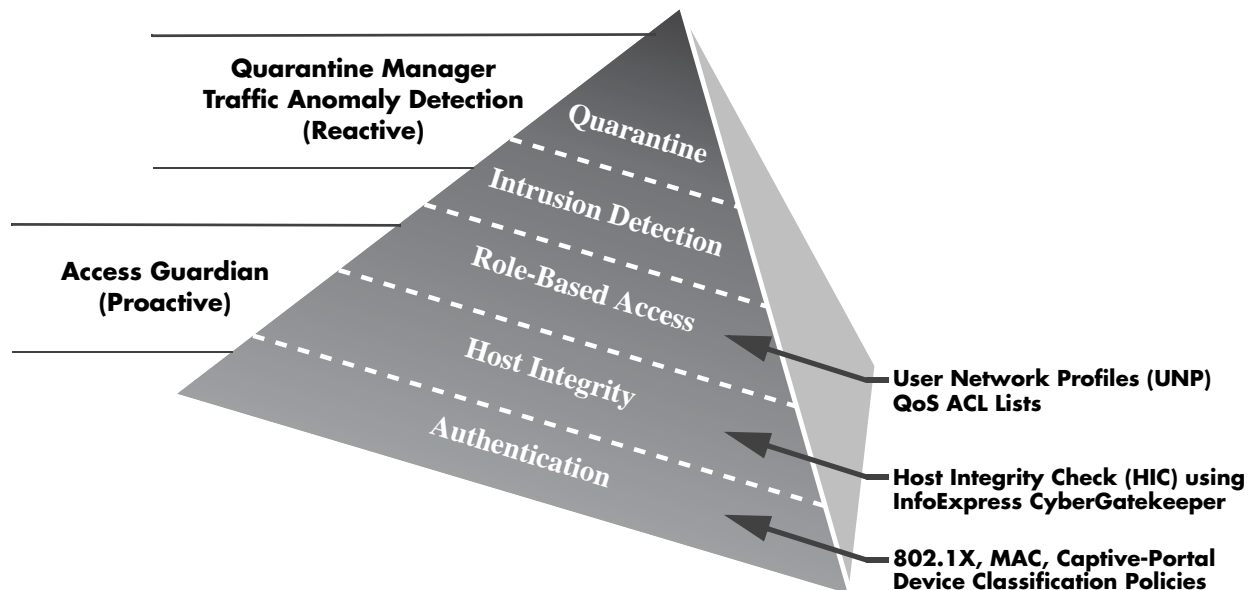 Quarantine Manager
Traffic Anomaly Detection
(Reactive)
Quarantine
Intrusion Detection
Role-Based Access
Access Guardian
(Proactive)
Host Integrity
Authentication
User Network Profiles (UNP)
QoS ACL Lists
Host Integrity Check (HIC) using
InfoExpress CyberGatekeeper
802.1X, MAC, Captive-Portal
Device Classification Policies